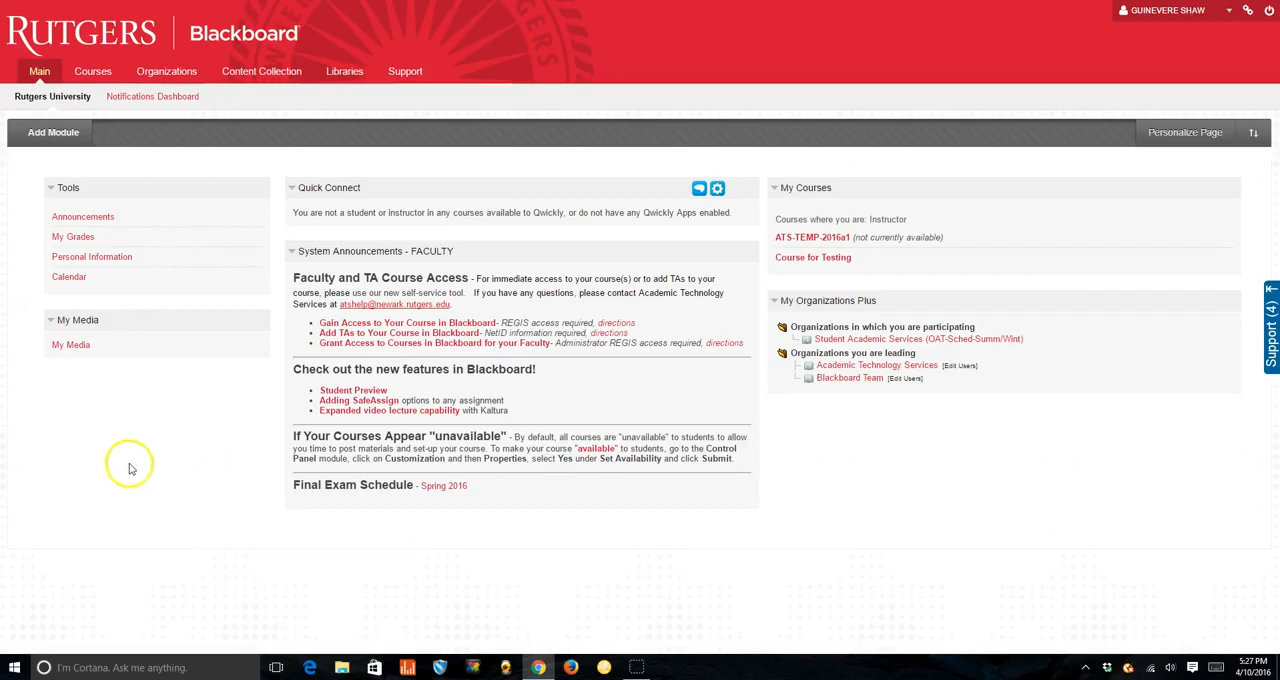 GUINEVERE SHAW
RUTGERS Blackboard
Main Courses Organizations Content Collection Libraries Support
Rutgers University Notifications Dashboard
Add Module Personalize Page
Tools
Announcements
My Grades
Personal Information
Calendar
My Media
My Media
Quick Connect
You are not a student or instructor in any courses available to Qwickly, or do not have any Qwickly Apps enabled.
System Announcements - FACULTY
Faculty and TA Course Access - For immediate access to your course(s) or to add TAs to your
course, please use our new self-service tool. If you have any questions, please contact Academic Technology
Services at atshelp@newark.rutgers.edu.
Gain Access to Your Course in Blackboard- REGIS access required, directions
Add TAs to Your Course in Blackboard- NetID information required, directions
Grant Access to Courses in Blackboard for your Faculty- Administrator REGIS access required, directions
Check out the new features in Blackboard!
Student Preview
Adding SafeAssign options to any assignment
Expanded video lecture capability with Kaltura
If Your Courses Appear "unavailable" - By default, all courses are "unavailable" to students to allow
you time to post materials and set-up your course. To make your course "available" to students, go to the Control
Panel module, click on Customization and then Properties, select Yes under Set Availability and click Submit.
Final Exam Schedule - Spring 2016
My Courses
Courses where you are: Instructor
ATS-TEMP-2016a1 (not currently available)
Course for Testing
My Organizations Plus
Organizations in which you are participating
Student Academic Services (OAT-Sched-Summ/Wint)
Organizations you are leading
Academic Technology Services [Edit Users]
Blackboard Team [Edit Users]
Support (4)
I'm Cortana. Ask me anything.
5:27 PM
4/10/2016